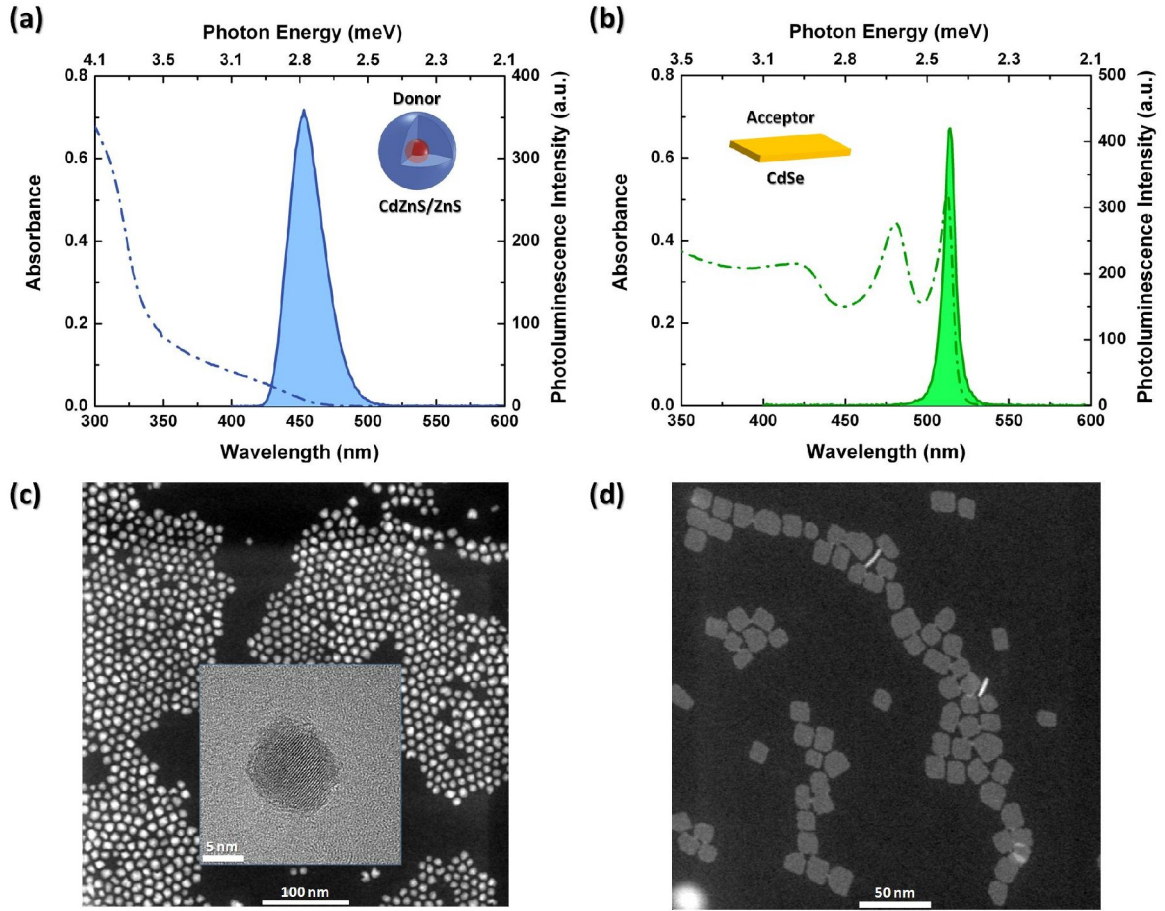 (a)
Photon Energy (meV)
4.1 3.5 3.1 2.8 2.5 2.3 2.1
0.8 0.6 0.4 0.2 0.0
Absorbance
400 300 200 100 0
Photoluminescence Intensity (a.u.)
Donor
CdZnS/ZnS
300 350 400 450 500 550 600
Wavelength (nm)
(b)
Photon Energy (meV)
3.5 3.1 2.8 2.5 2.3 2.1
0.8 0.6 0.4 0.2 0.0
Absorbance
500 400 300 200 100 0
Photoluminescence Intensity (a.u.)
Acceptor
CdSe
350 400 450 500 550 600
Wavelength (nm)
(c)
5 nm
100 nm
(d)
50 nm